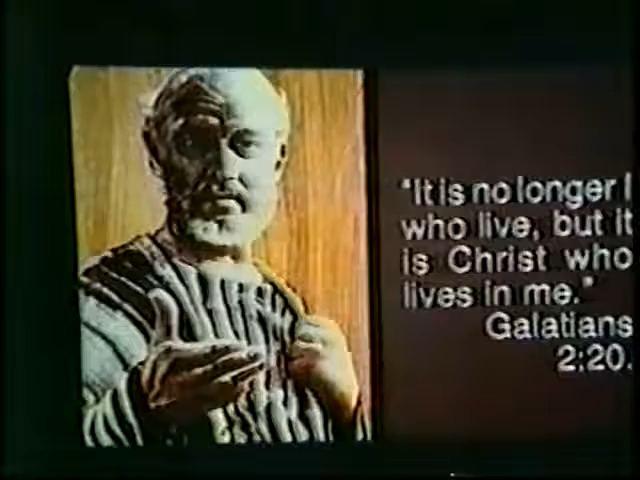 "It is no longer I
who live, but it
is Christ who
lives in me."
Galatians
2:20.